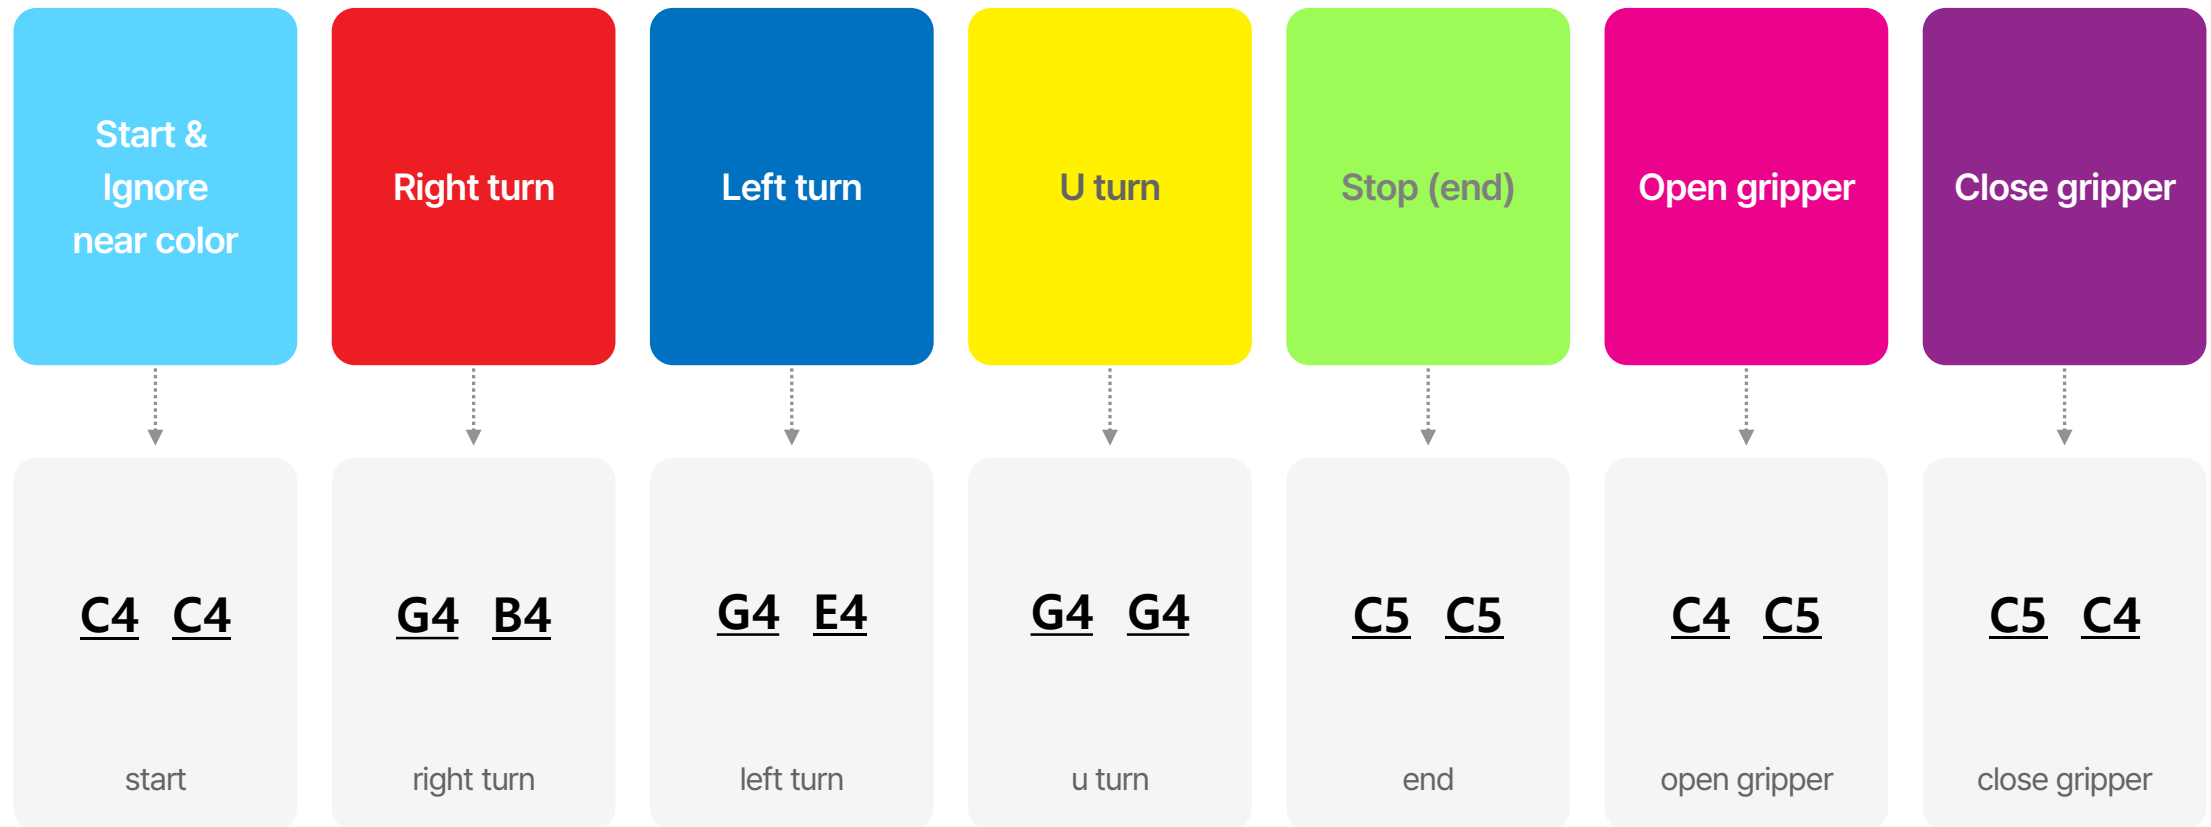 Start &
Ignore
near color
Right turn
Left turn
U turn
Stop (end)
Open gripper
Close gripper
C4 C4
G4 B4
G4 E4
G4 G4
C5 C5
C4 C5
C5 C4
start
right turn
left turn
u turn
end
open gripper
close gripper